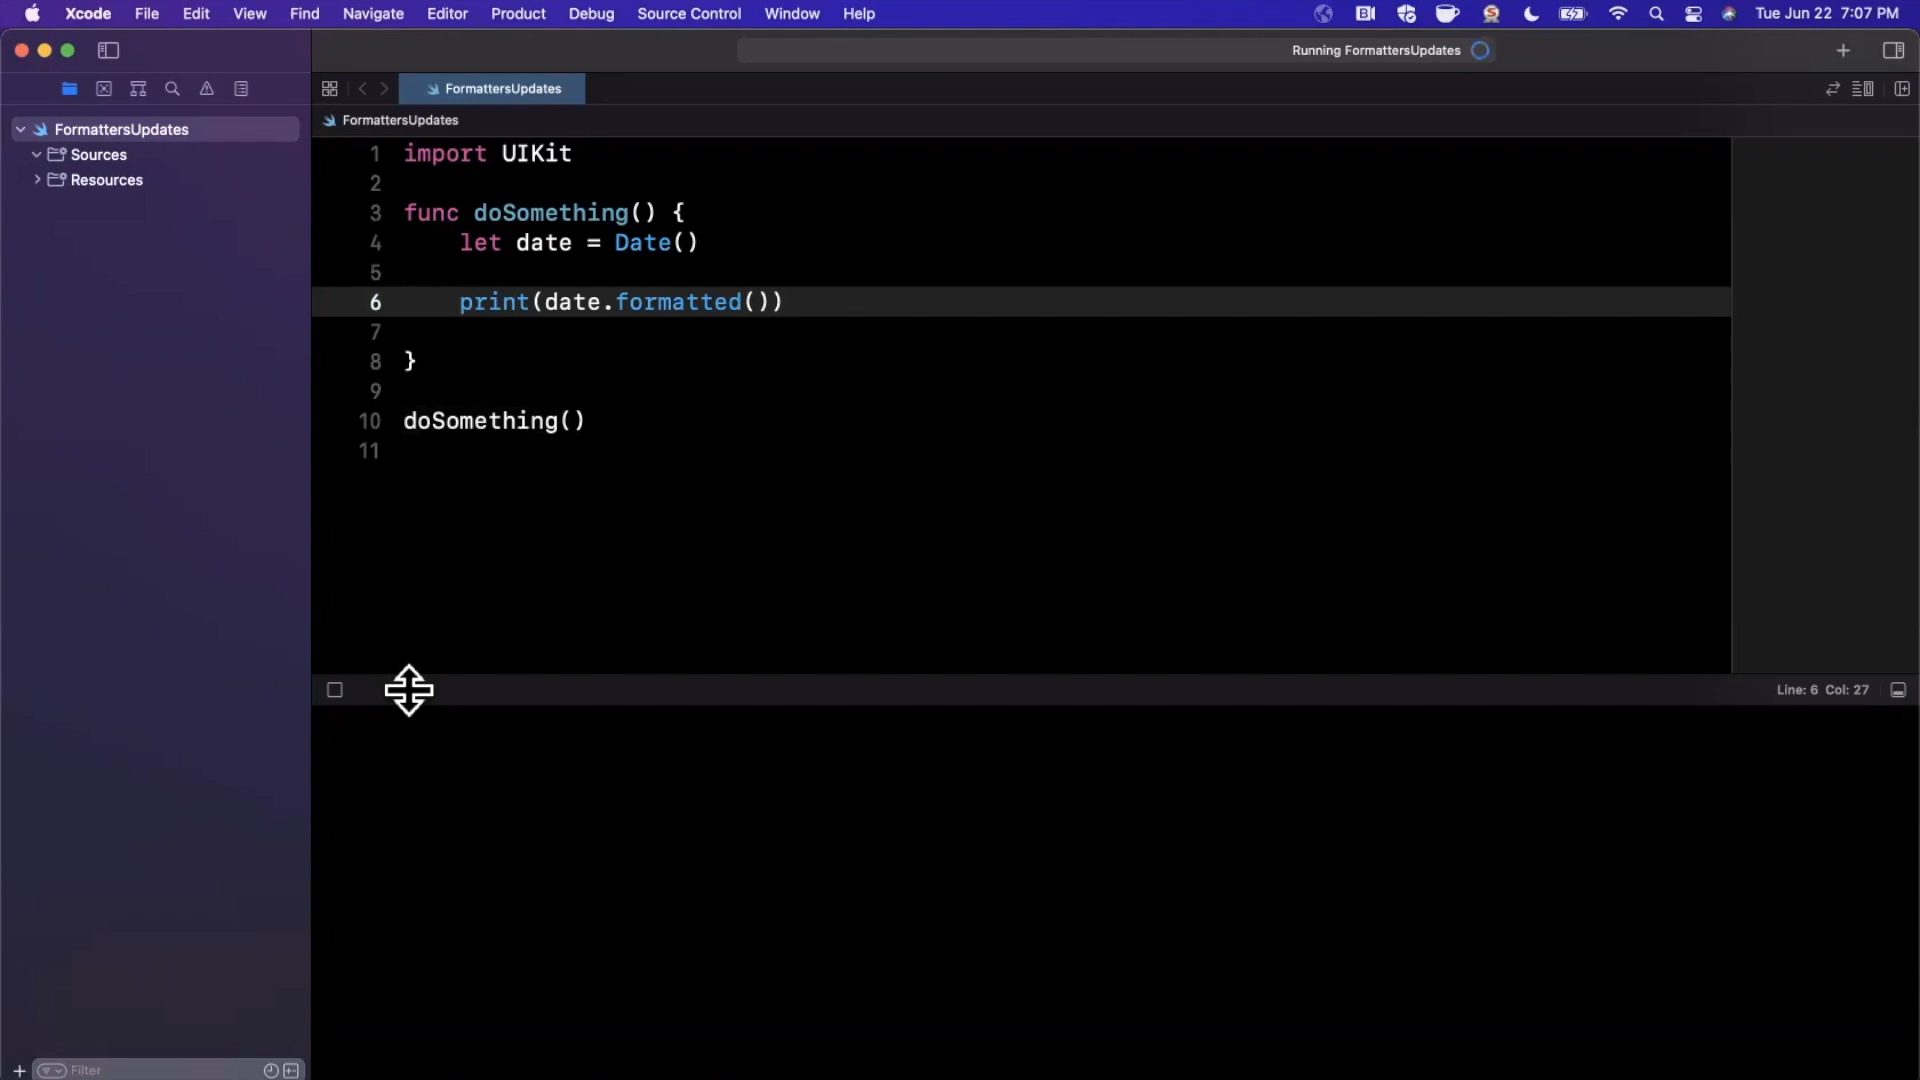 Xcode File Edit View Find Navigate Editor Product Debug Source Control Window Help Tue Jun 22 7:07 PM
Running FormattersUpdates
FormattersUpdates
FormattersUpdates
FormattersUpdates
Sources
Resources
1 import UIKit
2
3 func doSomething() {
4 let date = Date()
5
6 print(date.formatted())
7
8 }
9
10 doSomething()
11
Line: 6 Col: 27
Filter